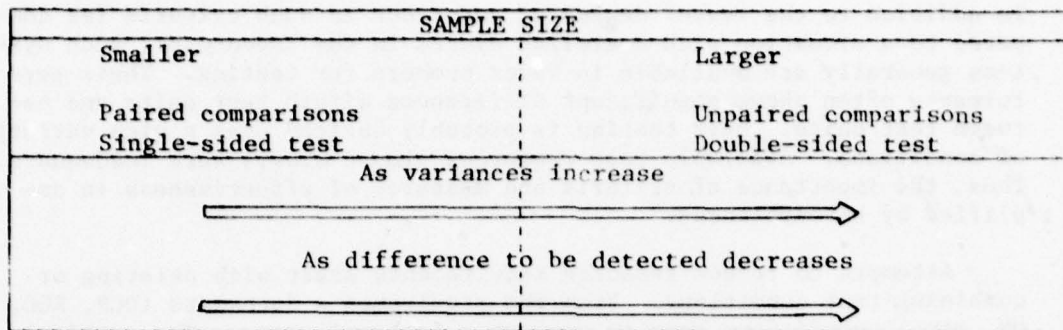 SAMPLE SIZE
Smaller Larger
Paired comparisons Unpaired comparisons
Single-sided test Double-sided test
As variances increase
As difference to be detected decreases